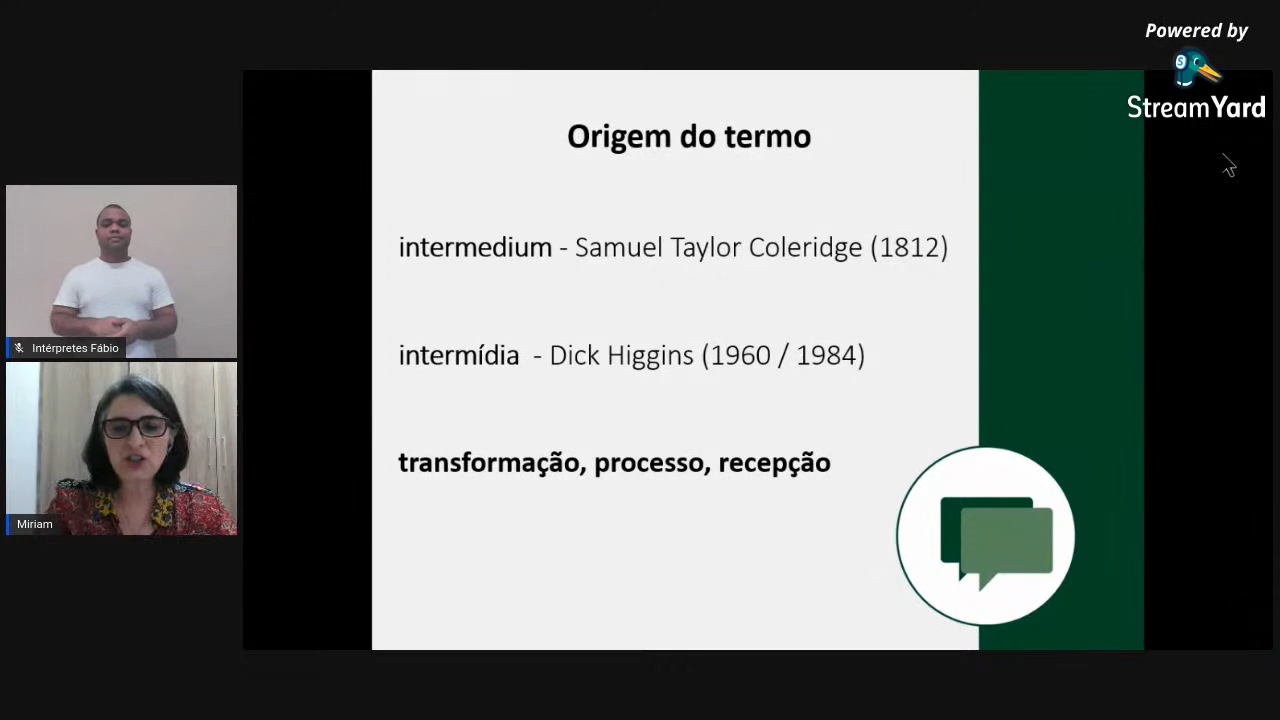 Powered by
StreamYard
Origem do termo
intermedium - Samuel Taylor Coleridge (1812)
intermídia - Dick Higgins (1960 / 1984)
transformação, processo, recepção
Intérpretes Fábio
Miriam